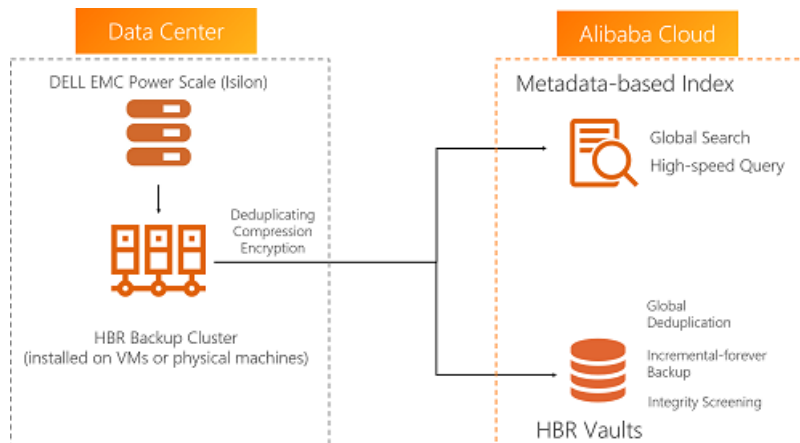 Data Center
DELL EMC Power Scale (Isilon)
Deduplicating
Compression
Encryption
HBR Backup Cluster
(installed on VMs or physical machines)
Alibaba Cloud
Metadata-based Index
Global Search
High-speed Query
Global
Deduplication
Incremental-forever
Backup
Integrity Screening
HBR Vaults